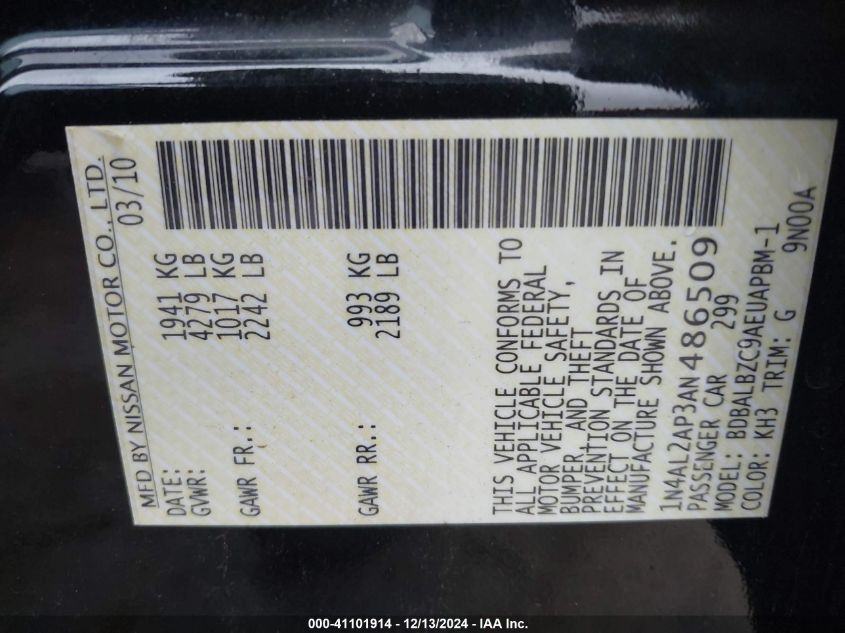 MFD BY NISSAN MOTOR CO., LTD.
DATE: 03/10
GVWR: 1941 KG
4279 LB
GAWR FR.: 1017 KG
2242 LB
GAWR RR.: 993 KG
2189 LB
THIS VEHICLE CONFORMS TO
ALL APPLICABLE FEDERAL
MOTOR VEHICLE SAFETY,
BUMPER, AND THEFT
PREVENTION STANDARDS IN
EFFECT ON THE DATE OF
MANUFACTURE SHOWN ABOVE.
1N4AL2AP3AN486509
PASSENGER CAR 299
MODEL: BDBALBZC9AEUAPBM-1
COLOR: KH3 TRIM: G 9N00A
000-41101914 - 12/13/2024 - IAA Inc.